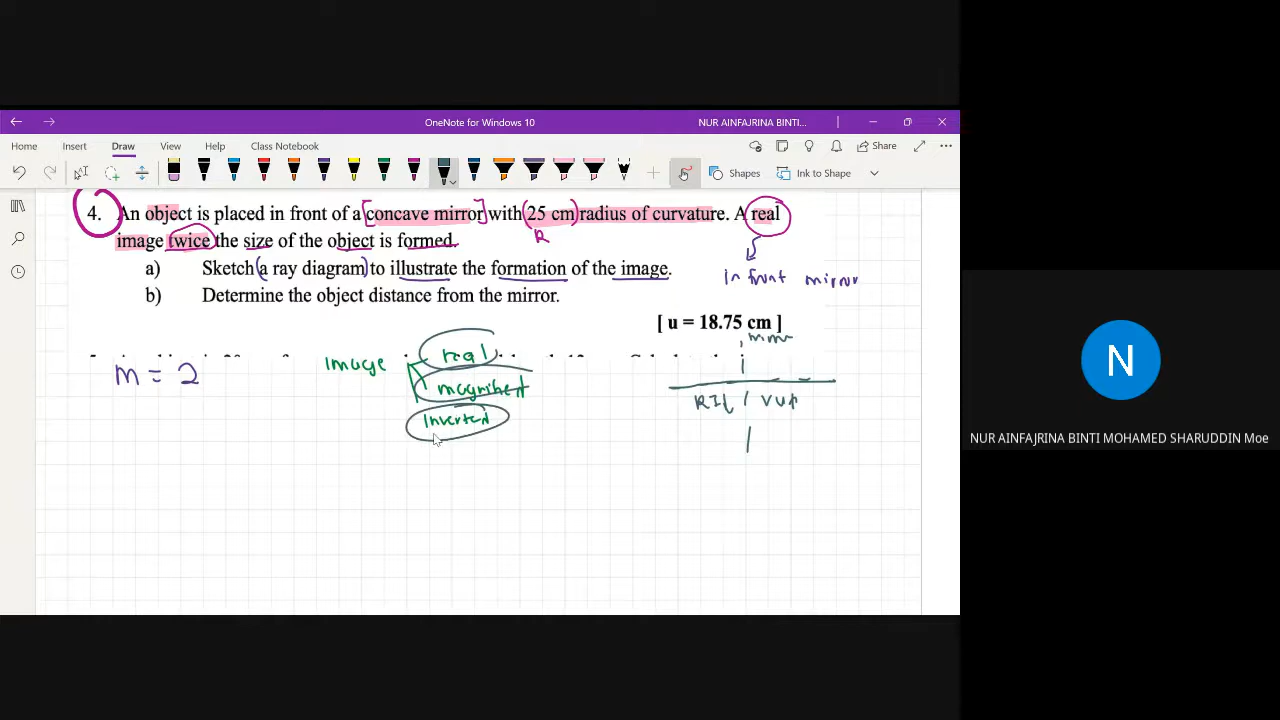 OneNote for Windows 10
NUR AINFAJRINA BINTI...
Home Insert Draw View Help Class Notebook
Share
Shapes
Ink to Shape
4. An object is placed in front of a concave mirror with 25 cm radius of curvature. A real
image twice the size of the object is formed.
R
a) Sketch a ray diagram to illustrate the formation of the image.
in front mirror
b) Determine the object distance from the mirror.
[ u = 18.75 cm ]
image
real
magnified
inverted
m = 2
N
NUR AINFAJRINA BINTI MOHAMED SHARUDDIN Moe